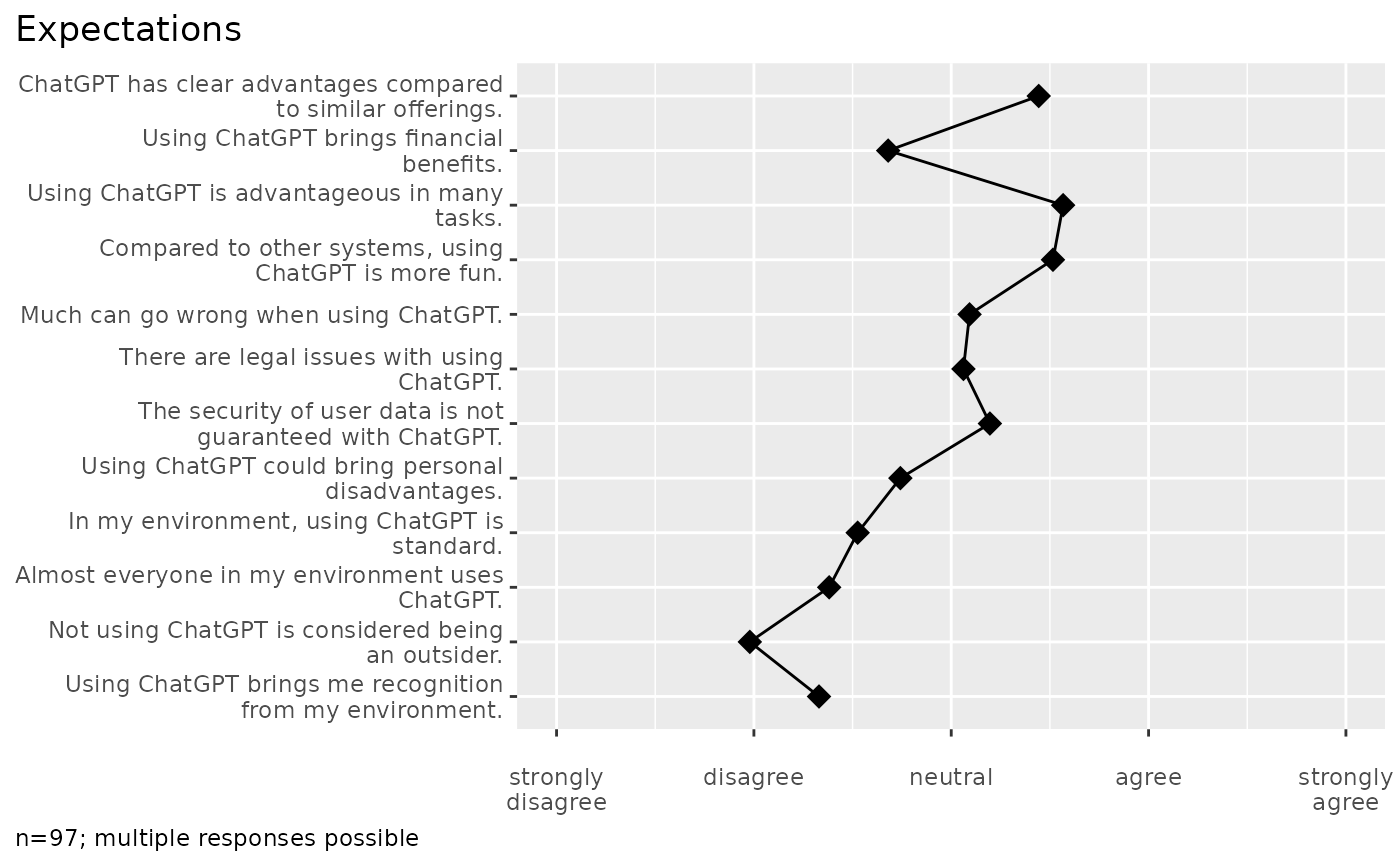 Expectations
ChatGPT has clear advantages compared
to similar offerings.
Using ChatGPT brings financial
benefits.
Using ChatGPT is advantageous in many
tasks.
Compared to other systems, using
ChatGPT is more fun.
Much can go wrong when using ChatGPT.
There are legal issues with using
ChatGPT.
The security of user data is not
guaranteed with ChatGPT.
Using ChatGPT could bring personal
disadvantages.
In my environment, using ChatGPT is
standard.
Almost everyone in my environment uses
ChatGPT.
Not using ChatGPT is considered being
an outsider.
Using ChatGPT brings me recognition
from my environment.
strongly
disagree
disagree
neutral
agree
strongly
agree
n=97; multiple responses possible